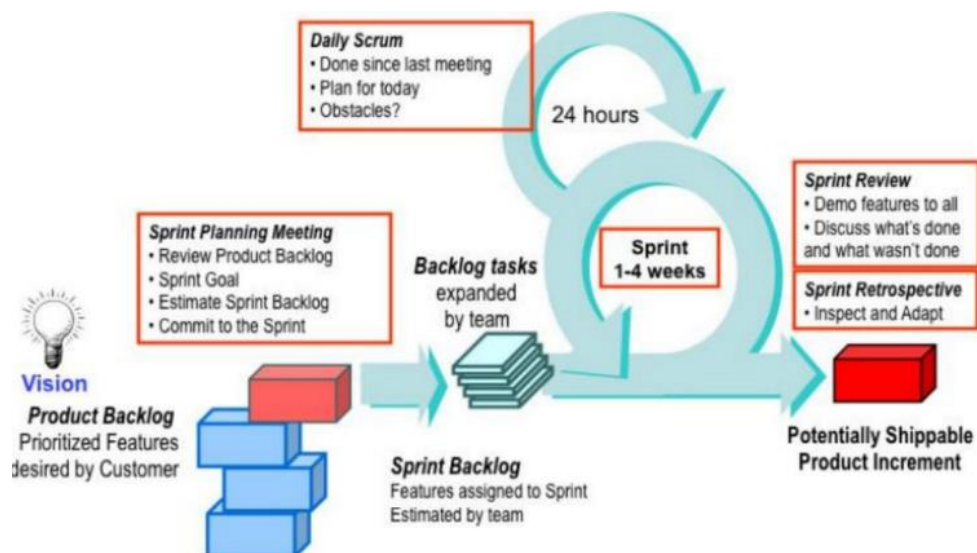 Daily Scrum
• Done since last meeting
• Plan for today
• Obstacles?
24 hours
Sprint Planning Meeting
• Review Product Backlog
• Sprint Goal
• Estimate Sprint Backlog
• Commit to the Sprint
Backlog tasks
expanded
by team
Sprint
1-4 weeks
Sprint Review
• Demo features to all
• Discuss what's done
and what wasn't done
Sprint Retrospective
• Inspect and Adapt
Vision
Product Backlog
Prioritized Features
desired by Customer
Sprint Backlog
Features assigned to Sprint
Estimated by team
Potentially Shippable
Product Increment